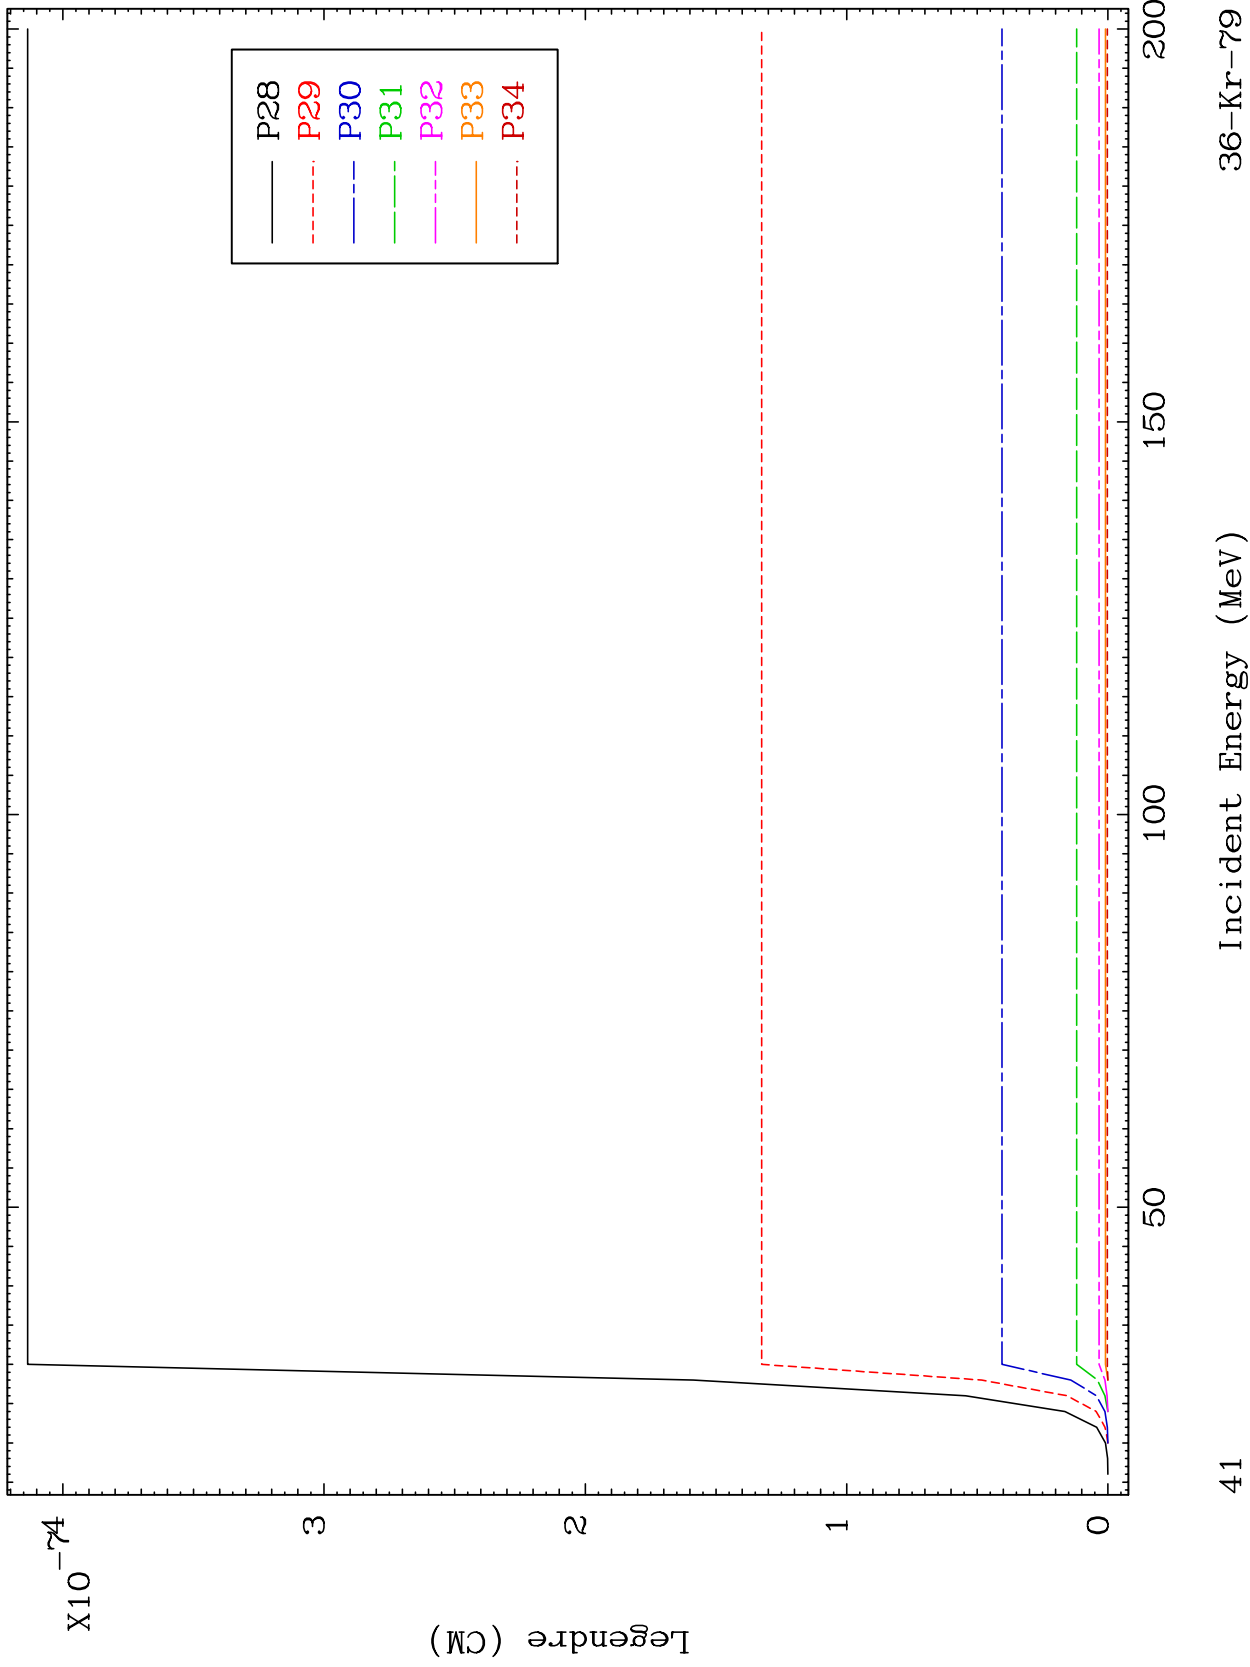 X10-7
4
3
2
1
0
Legendre (CM)
P28
P29
P30
P31
P32
P33
P34
50
100
150
200
Incident Energy (MeV)
41
36-Kr-79